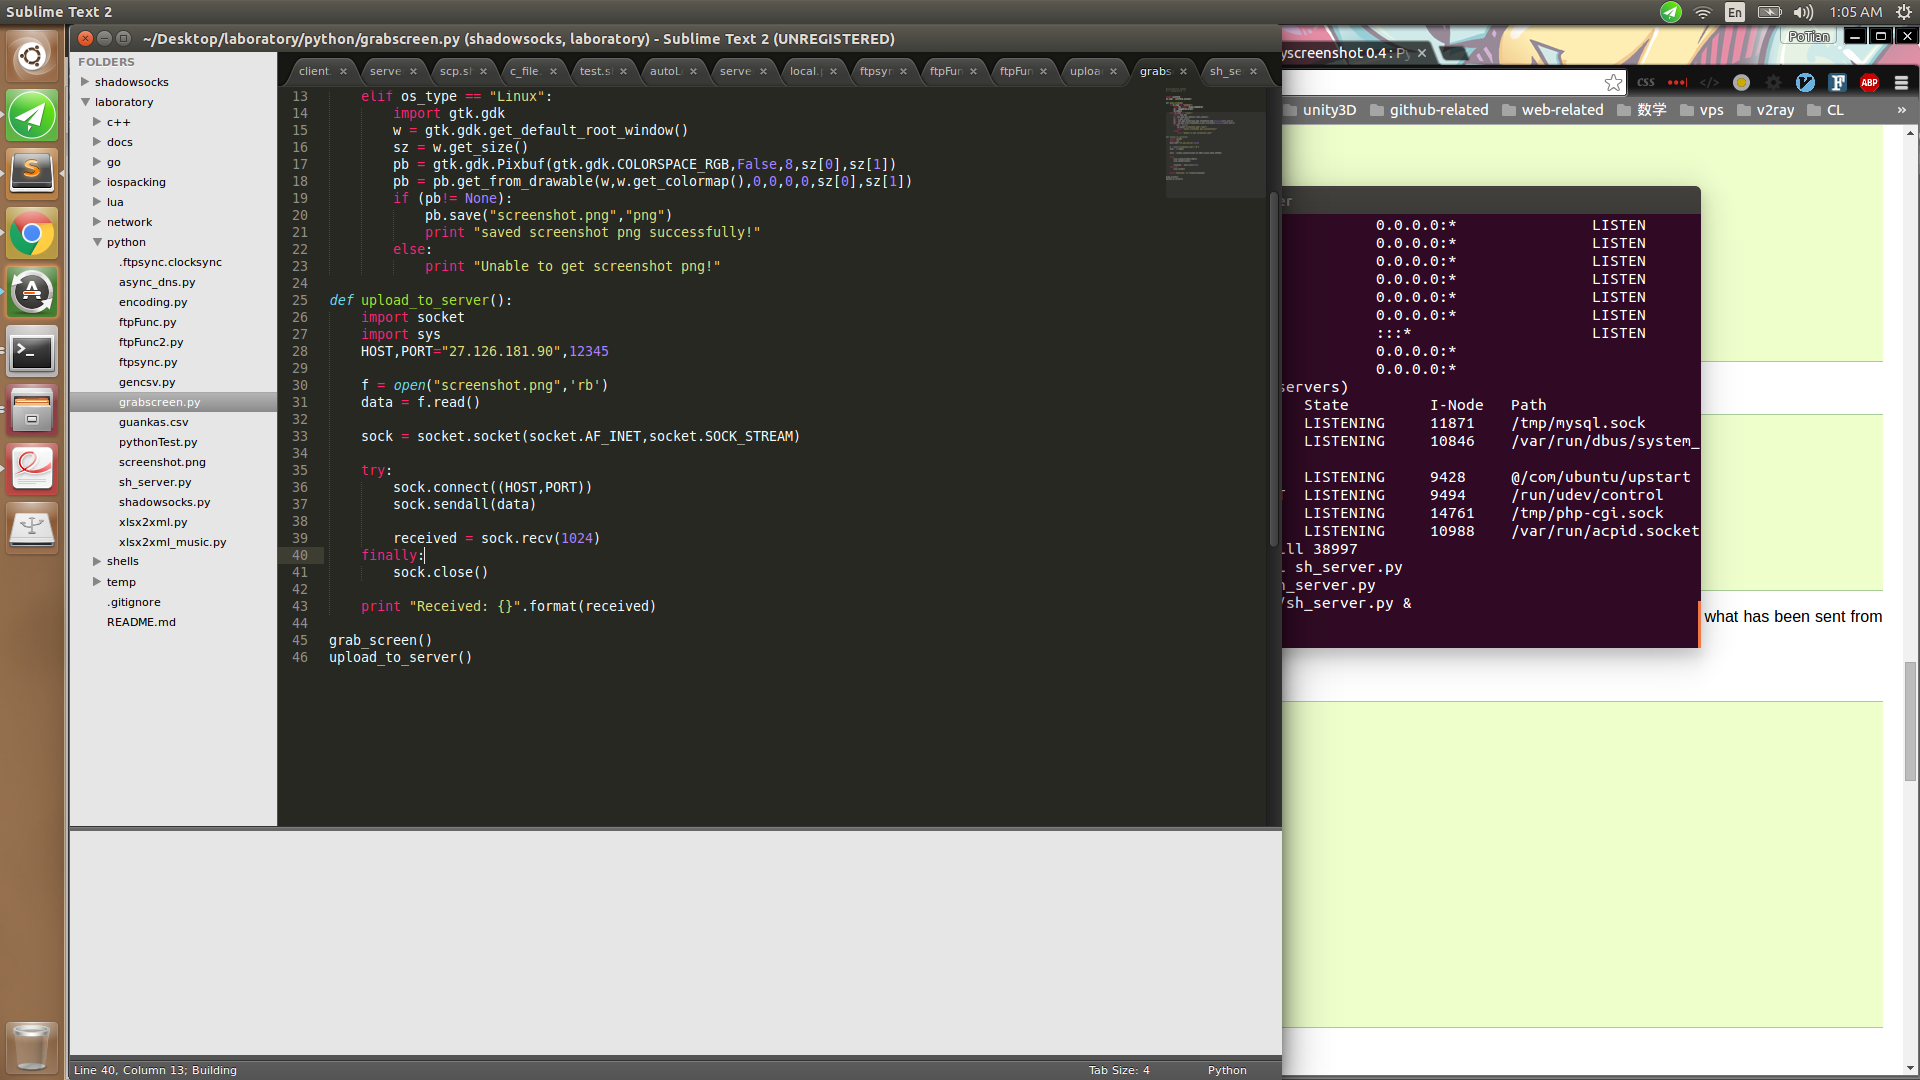 Sublime Text 2
En
1:05 AM
~/Desktop/laboratory/python/grabscreen.py (shadowsocks, laboratory) - Sublime Text 2 (UNREGISTERED)
FOLDERS
shadowsocks
laboratory
c++
docs
go
iospacking
lua
network
python
.ftpsync.clocksync
async_dns.py
encoding.py
ftpFunc.py
ftpFunc2.py
ftpsync.py
gencsv.py
grabscreen.py
guankas.csv
pythonTest.py
screenshot.png
sh_server.py
shadowsocks.py
xlsx2xml.py
xlsx2xml_music.py
shells
temp
.gitignore
README.md
client. × serve × scp.sl × c_file. × test.sl × autoL × serve × local. × ftpsyn × ftpFun × ftpFun × uploa × grabs × sh_se ×
13 elif os_type == "Linux":
14 import gtk.gdk
15 w = gtk.gdk.get_default_root_window()
16 sz = w.get_size()
17 pb = gtk.gdk.Pixbuf(gtk.gdk.COLORSPACE_RGB,False,8,sz[0],sz[1])
18 pb = pb.get_from_drawable(w,w.get_colormap(),0,0,0,0,sz[0],sz[1])
19 if (pb!= None):
20 pb.save("screenshot.png","png")
21 print "saved screenshot png successfully!"
22 else:
23 print "Unable to get screenshot png!"
24
25 def upload_to_server():
26 import socket
27 import sys
28 HOST,PORT="27.126.181.90",12345
29
30 f = open("screenshot.png",'rb')
31 data = f.read()
32
33 sock = socket.socket(socket.AF_INET,socket.SOCK_STREAM)
34
35 try:
36 sock.connect((HOST,PORT))
37 sock.sendall(data)
38
39 received = sock.recv(1024)
40 finally:
41 sock.close()
42
43 print "Received: {}".format(received)
44
45 grab_screen()
46 upload_to_server()
Line 40, Column 13; Building
Tab Size: 4
Python
PoTian
yscreenshot 0.4 : Py ×
CSS
ABP
unity3D github-related web-related 数学 vps v2ray CL »
er
0.0.0.0:* LISTEN
0.0.0.0:* LISTEN
0.0.0.0:* LISTEN
0.0.0.0:* LISTEN
0.0.0.0:* LISTEN
0.0.0.0:* LISTEN
:::* LISTEN
0.0.0.0:*
0.0.0.0:*
servers)
State I-Node Path
LISTENING 11871 /tmp/mysql.sock
LISTENING 10846 /var/run/dbus/system_
LISTENING 9428 @/com/ubuntu/upstart
LISTENING 9494 /run/udev/control
LISTENING 14761 /tmp/php-cgi.sock
LISTENING 10988 /var/run/acpid.socket
ll 38997
sh_server.py
_server.py
/sh_server.py &
what has been sent from